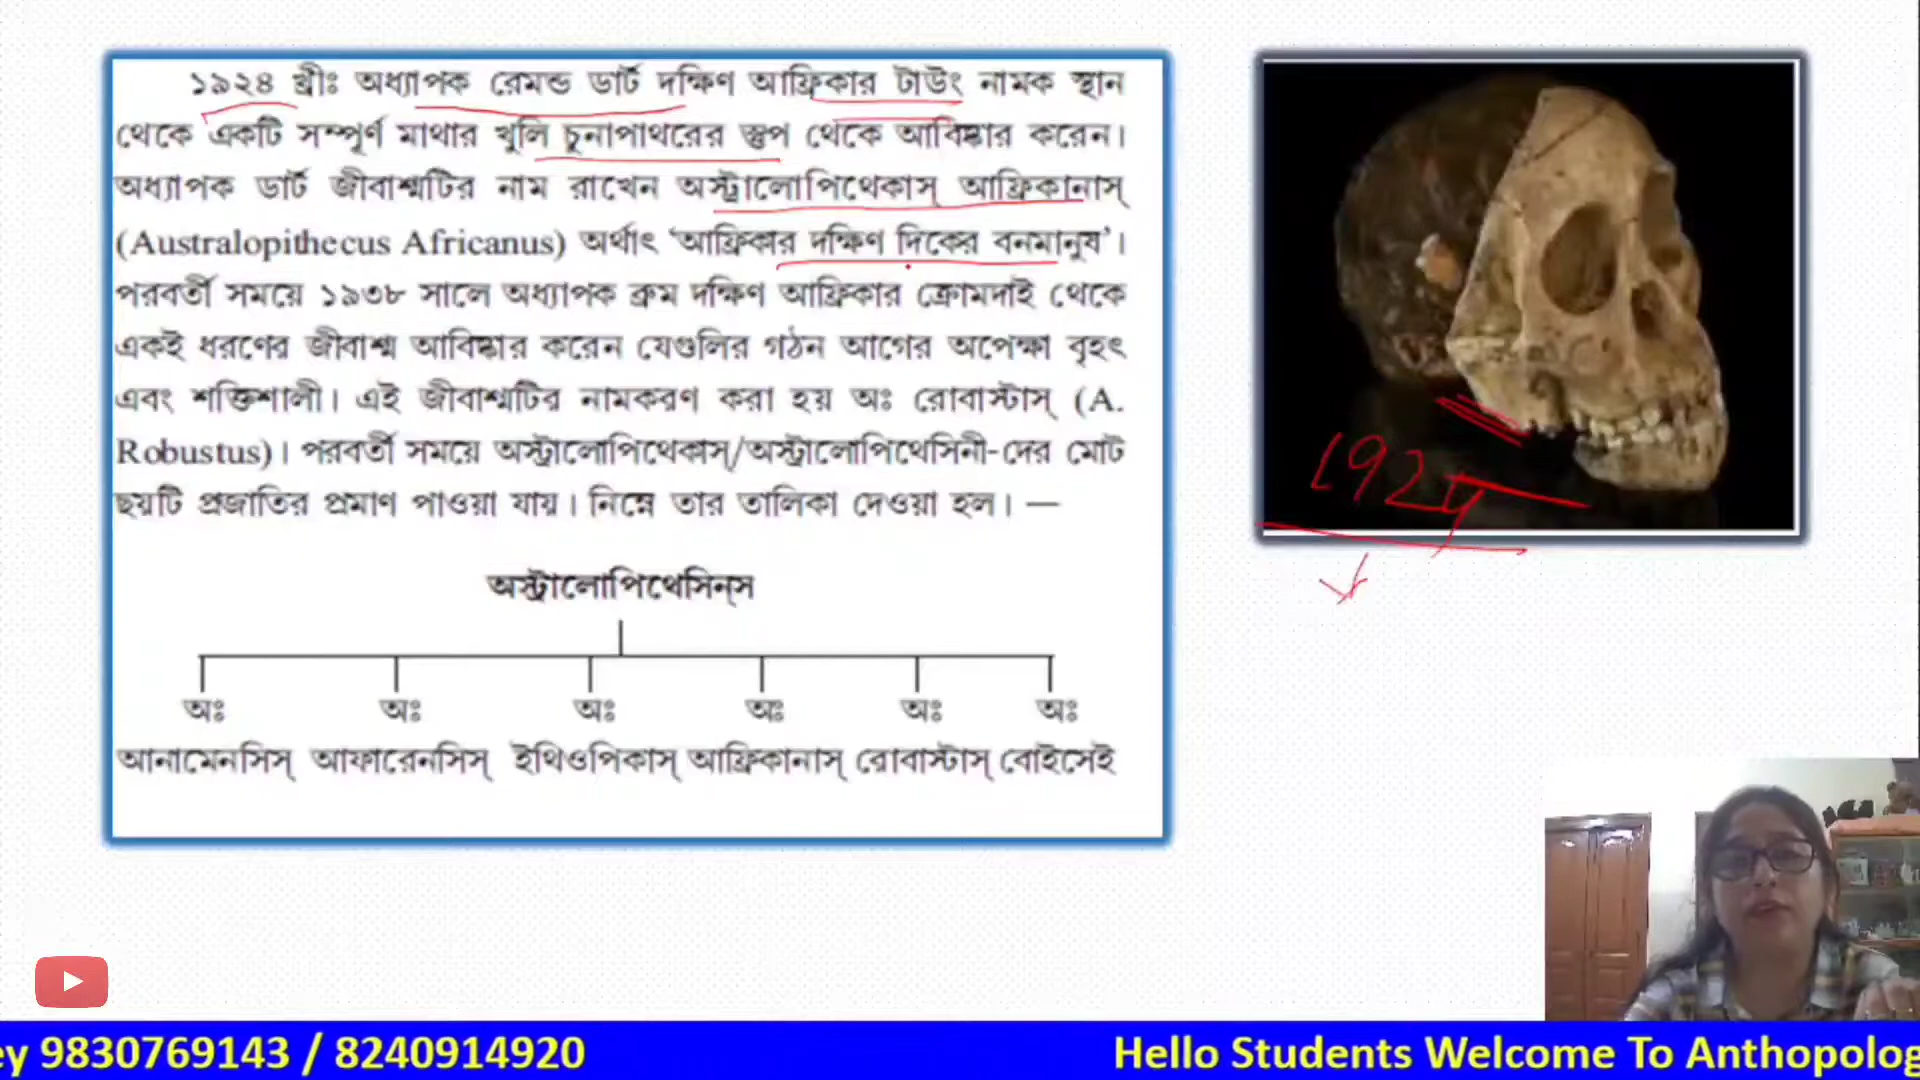 ১৯২৪ খ্রীঃ অধ্যাপক রেমন্ড ডার্ট দক্ষিণ আফ্রিকার টাউং নামক স্থান
থেকে একটি সম্পূর্ণ মাথার খুলি চুনাপাথরের স্তুপ থেকে আবিষ্কার করেন।
অধ্যাপক ডার্ট জীবাশ্মটির নাম রাখেন অস্ট্রালোপিথেকাস্ আফ্রিকানাস্
(Australopithecus Africanus) অর্থাৎ ‘আফ্রিকার দক্ষিণ দিকের বনমানুষ’।
পরবর্তী সময়ে ১৯৩৮ সালে অধ্যাপক ব্রুম দক্ষিণ আফ্রিকার ক্রোমদাই থেকে
একই ধরণের জীবাশ্ম আবিষ্কার করেন যেগুলির গঠন আগের অপেক্ষা বৃহৎ
এবং শক্তিশালী। এই জীবাশ্মটির নামকরণ করা হয় অঃ রোবাস্টাস্ (A.
Robustus)। পরবর্তী সময়ে অস্ট্রালোপিথেকাস্/অস্ট্রালোপিথেসিনী-দের মোট
ছয়টি প্রজাতির প্রমাণ পাওয়া যায়। নিম্নে তার তালিকা দেওয়া হল। —
অস্ট্রালোপিথেসিন্‌স
অঃ অঃ অঃ অঃ অঃ অঃ
আনামেনসিস্ আফারেনসিস্ ইথিওপিকাস্ আফ্রিকানাস্ রোবাস্টাস্ বোইসেই
1924
ey 9830769143 / 8240914920
Hello Students Welcome To Anthopolog